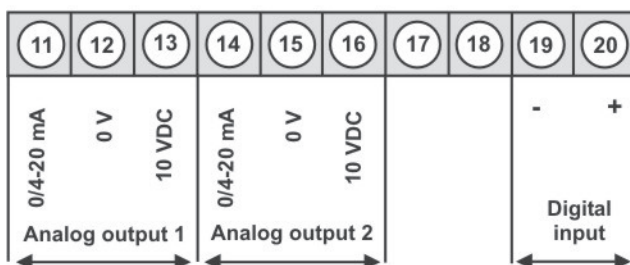 11 12 13 14 15 16 17 18 19 20
0/4-20 mA
0 V
10 VDC
0/4-20 mA
0 V
10 VDC
- +
Analog output 1
Analog output 2
Digital
input